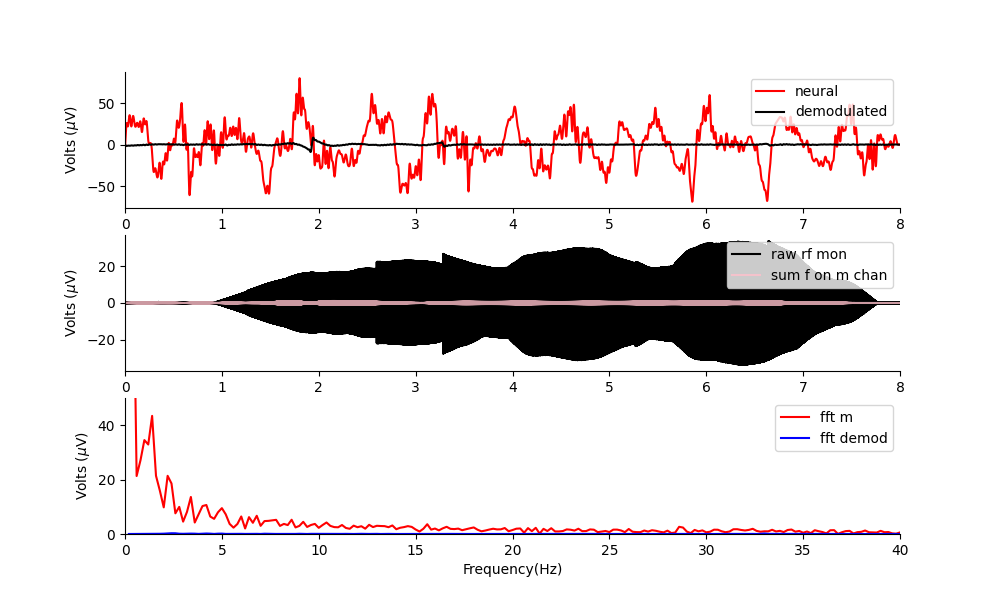 Volts (μV)
50
0
−50
neural
demodulated
0 1 2 3 4 5 6 7 8
Volts (μV)
20
0
−20
raw rf mon
sum f on m chan
0 1 2 3 4 5 6 7 8
Volts (μV)
40
20
0
fft m
fft demod
0 5 10 15 20 25 30 35 40
Frequency(Hz)